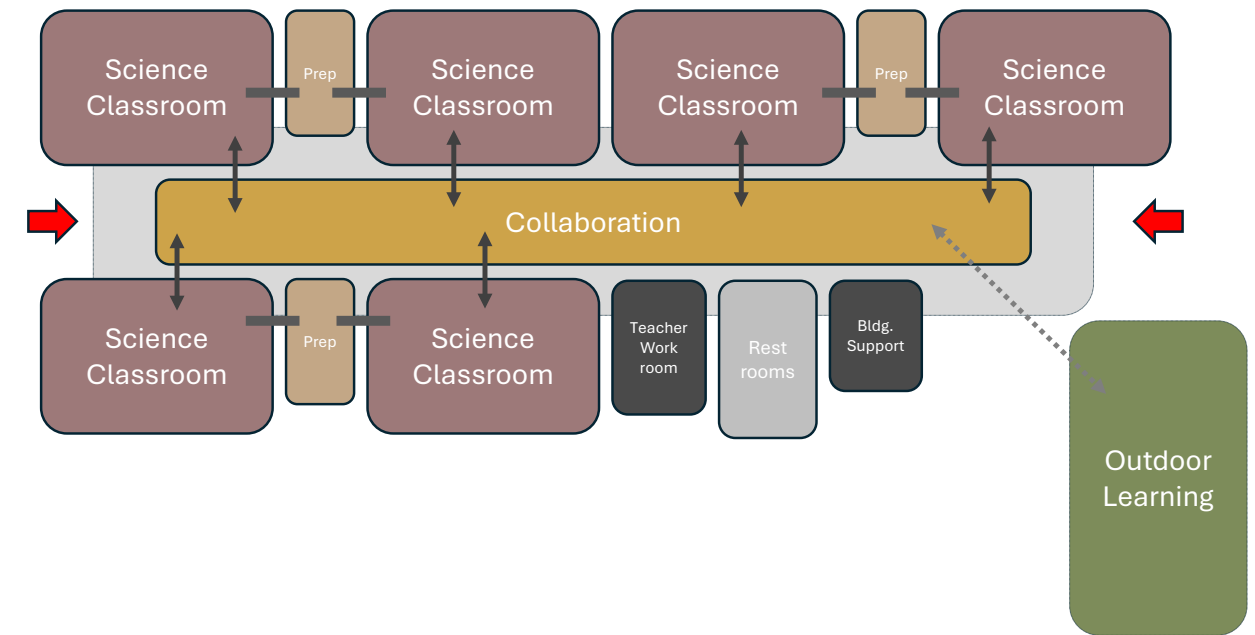 Science
Classroom
Prep
Science
Classroom
Science
Classroom
Prep
Science
Classroom
Collaboration
Science
Classroom
Prep
Science
Classroom
Teacher
Work
room
Rest
rooms
Bldg.
Support
Outdoor
Learning